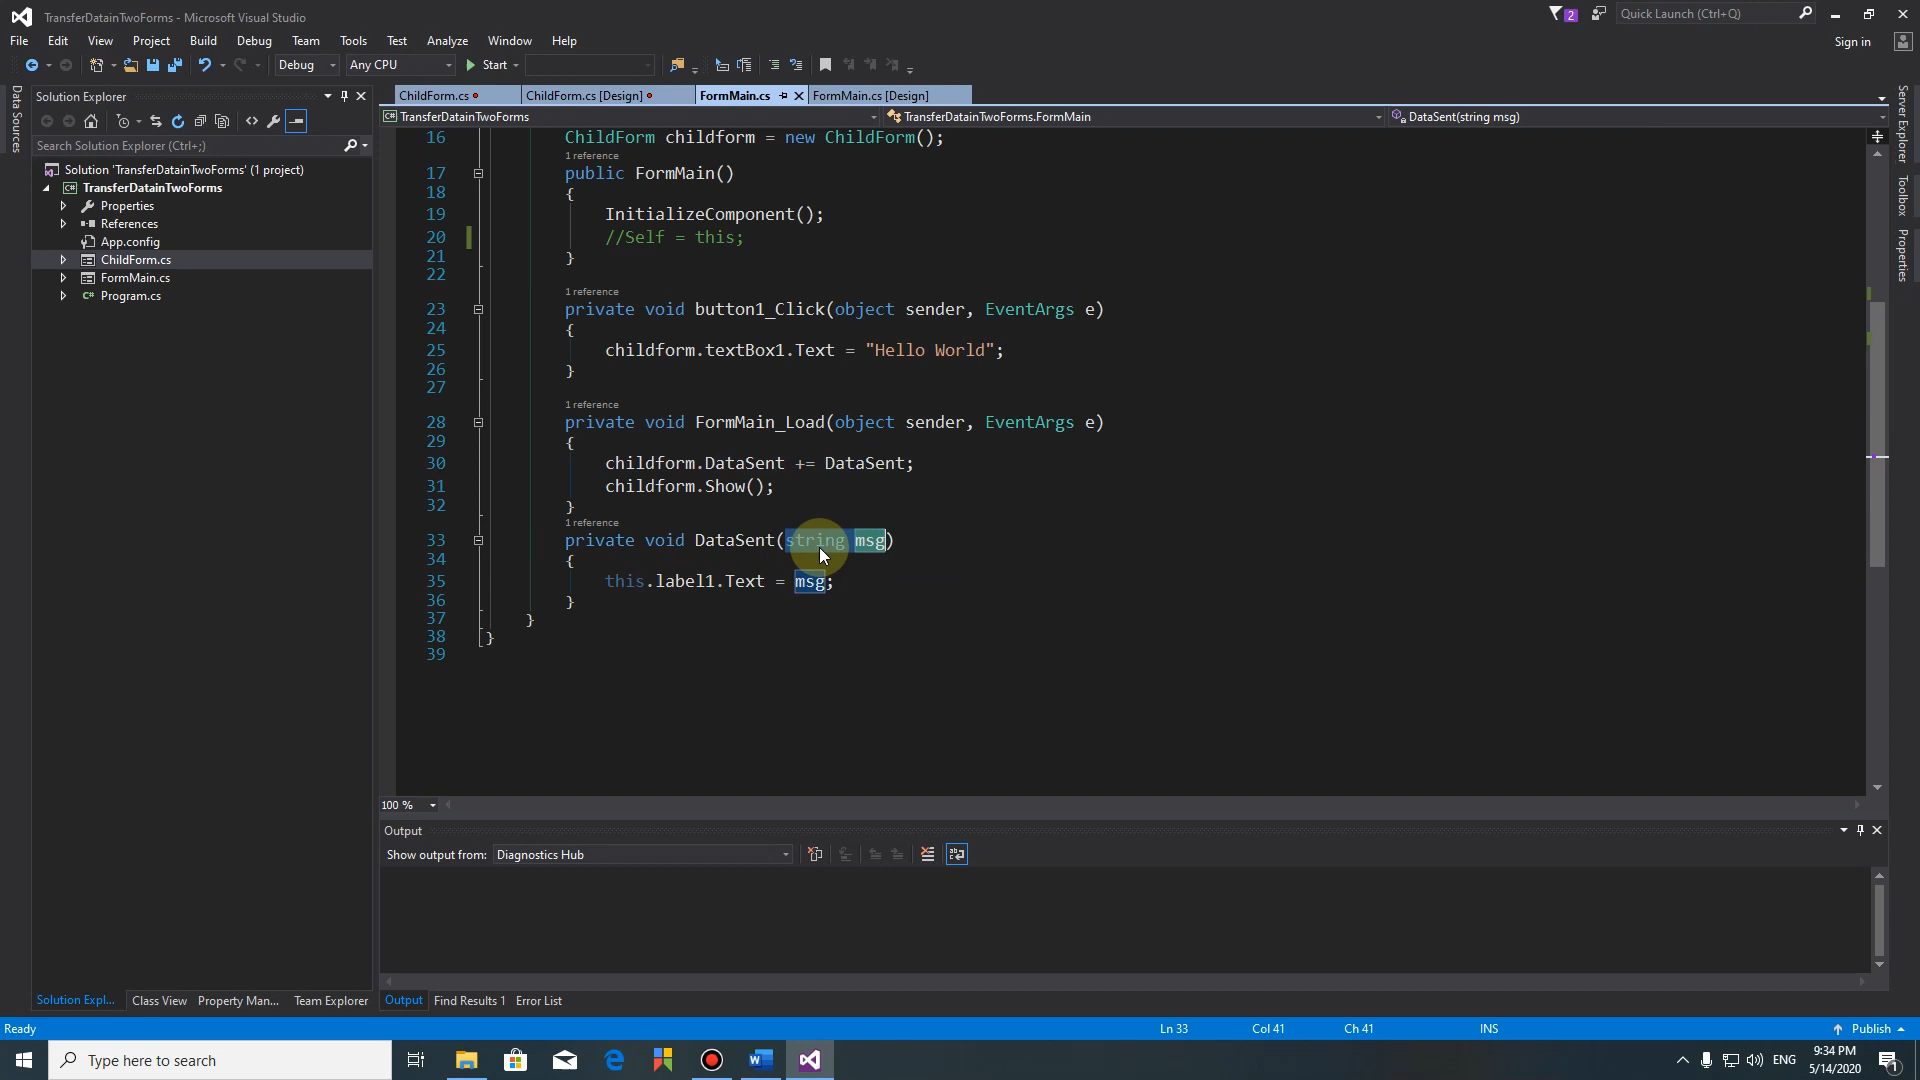 TransferDatainTwoForms - Microsoft Visual Studio
2
Quick Launch (Ctrl+Q)
File Edit View Project Build Debug Team Tools Test Analyze Window Help
Sign in
Debug Any CPU Start
Data Sources
Solution Explorer
Search Solution Explorer (Ctrl+;)
Solution 'TransferDatainTwoForms' (1 project)
C# TransferDatainTwoForms
Properties
References
App.config
ChildForm.cs
FormMain.cs
C# Program.cs
ChildForm.cs ChildForm.cs [Design] FormMain.cs FormMain.cs [Design]
C# TransferDatainTwoForms TransferDatainTwoForms.FormMain DataSent(string msg)
16 ChildForm childform = new ChildForm();
1 reference
17 public FormMain()
18 {
19 InitializeComponent();
20 //Self = this;
21 }
22
1 reference
23 private void button1_Click(object sender, EventArgs e)
24 {
25 childform.textBox1.Text = "Hello World";
26 }
27
1 reference
28 private void FormMain_Load(object sender, EventArgs e)
29 {
30 childform.DataSent += DataSent;
31 childform.Show();
32 }
1 reference
33 private void DataSent(string msg)
34 {
35 this.label1.Text = msg;
36 }
37 }
38 }
39
100 %
Server Explorer
Toolbox
Properties
Output
Show output from: Diagnostics Hub
Solution Expl... Class View Property Man... Team Explorer
Output Find Results 1 Error List
Ready Ln 33 Col 41 Ch 41 INS Publish
Type here to search
ENG
9:34 PM
5/14/2020
1